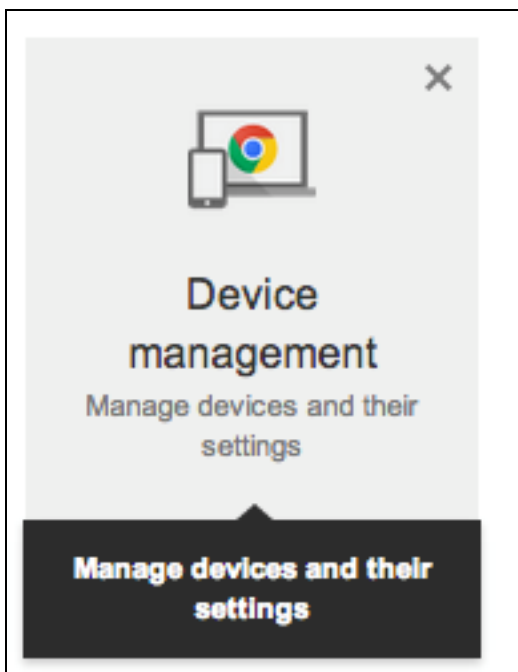 Device
management
Manage devices and their
settings
Manage devices and their
settings